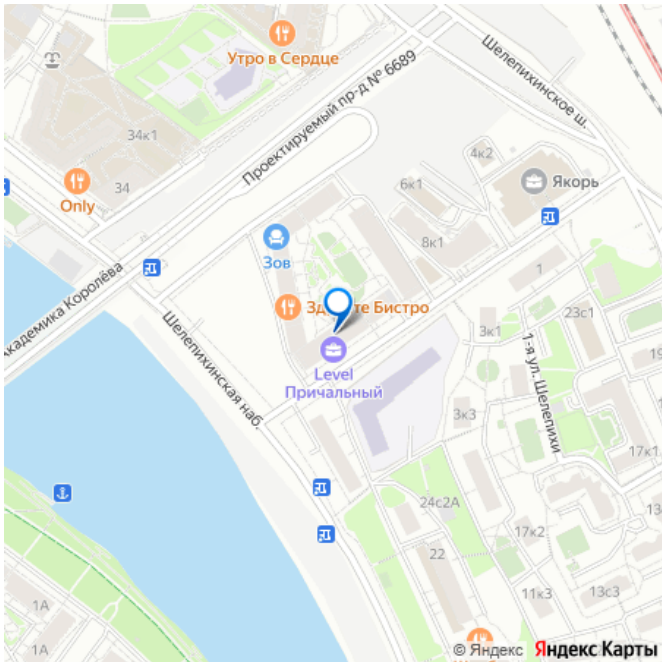 Утро в Сердце
Шелепихинское ш.
Проектируемый пр-д № 6689
34к1
34
Only
4к2
6к1
Якорь
8к1
Зов
Академика Королёва
1
23с1
те Бистро
3к1
1-я ул. Шелепихи
Шелепихинская наб.
Level
Причальный
3к3
17к1
24с2А
17к2
13
22
11к3
13с3
1А
1А
© Яндекс Яндекс Карты